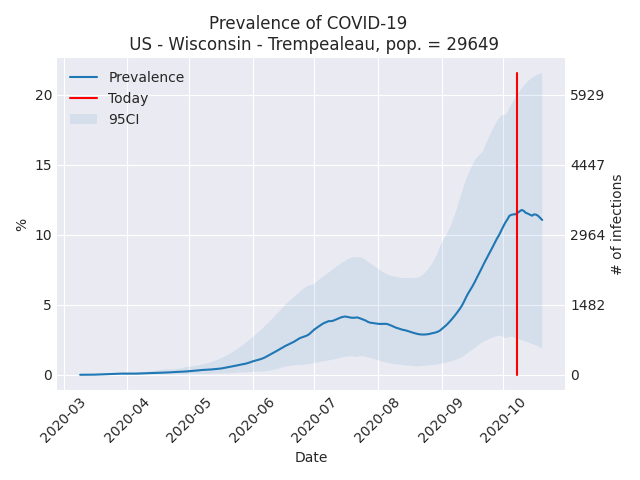 Prevalence of COVID-19
US - Wisconsin - Trempealeau, pop. = 29649
Prevalence
Today
95CI
20
15
10
5
0
%
5929
4447
2964
1482
0
# of infections
2020-03
2020-04
2020-05
2020-06
2020-07
2020-08
2020-09
2020-10
Date